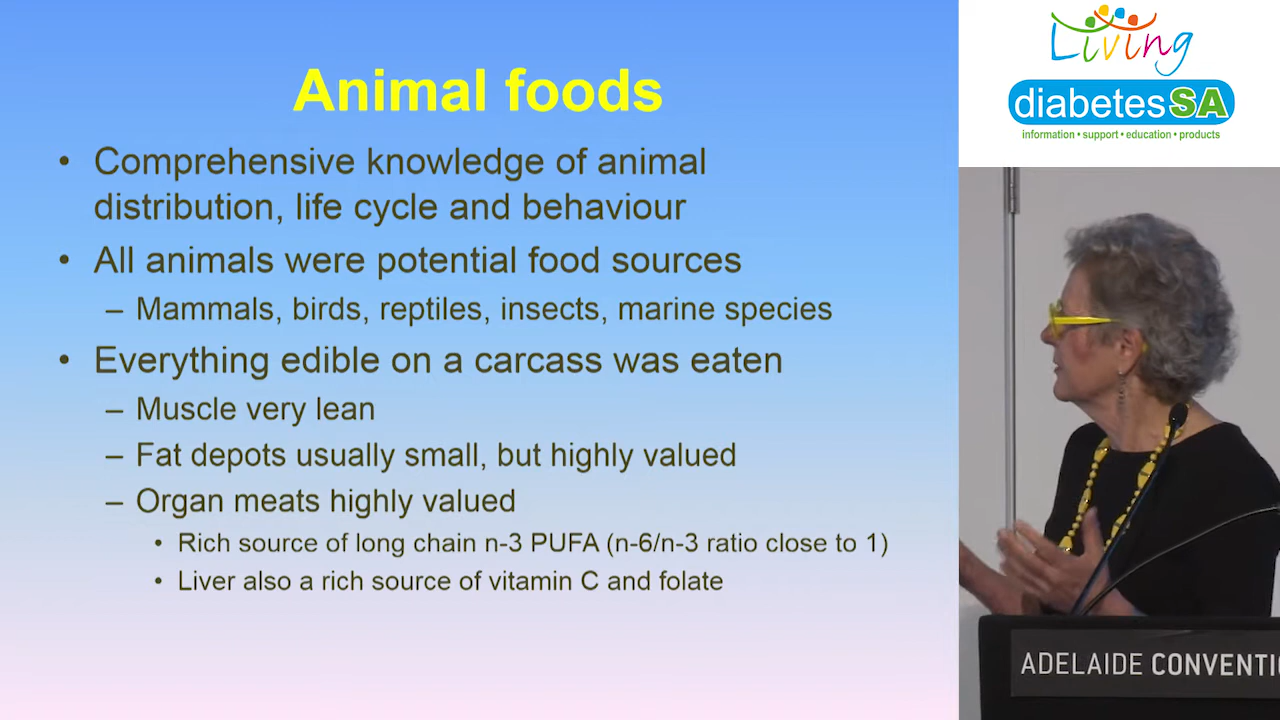 Animal foods
• Comprehensive knowledge of animal
distribution, life cycle and behaviour
• All animals were potential food sources
– Mammals, birds, reptiles, insects, marine species
• Everything edible on a carcass was eaten
– Muscle very lean
– Fat depots usually small, but highly valued
– Organ meats highly valued
• Rich source of long chain n-3 PUFA (n-6/n-3 ratio close to 1)
• Liver also a rich source of vitamin C and folate
Living
diabetesSA
information • support • education • products
ADELAIDE CONVENTI